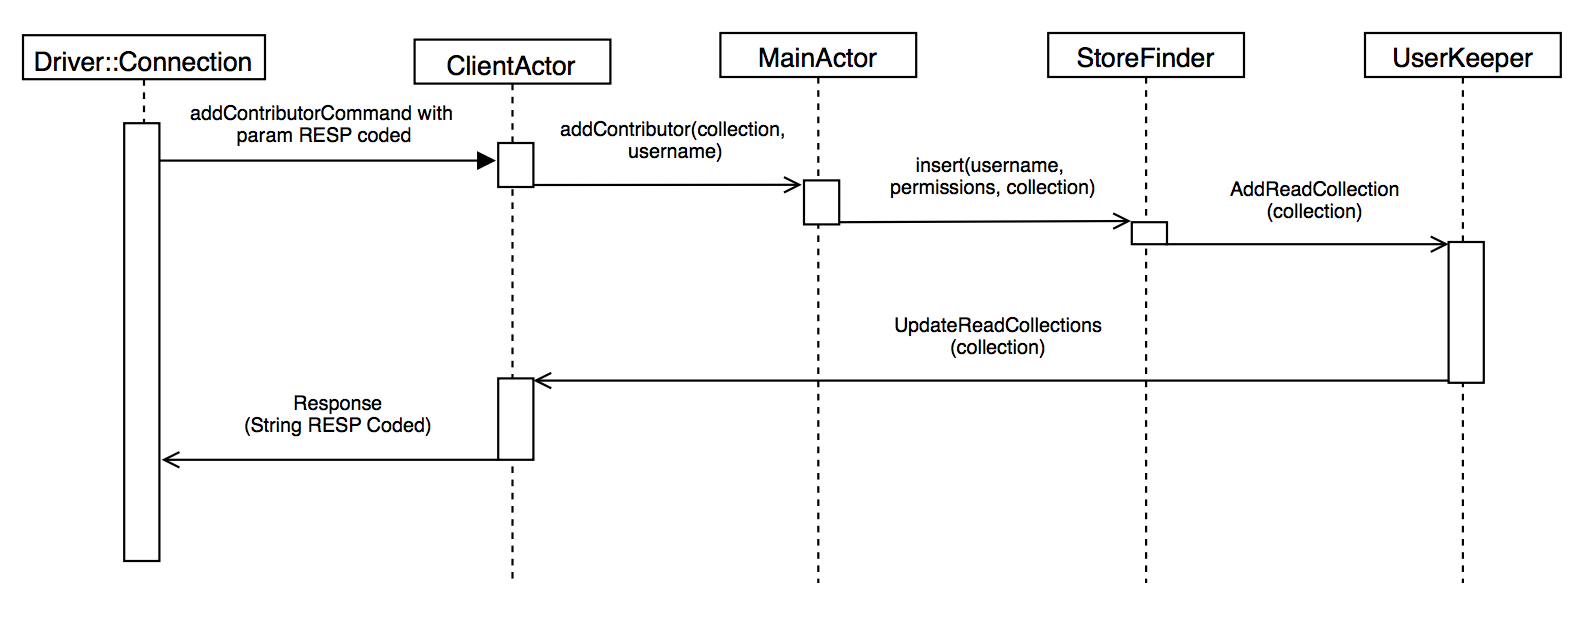 Driver::Connection
ClientActor
MainActor
StoreFinder
UserKeeper
addContributorCommand with
param RESP coded
addContributor(collection,
username)
insert(username,
permissions, collection)
AddReadCollection
(collection)
UpdateReadCollections
(collection)
Response
(String RESP Coded)